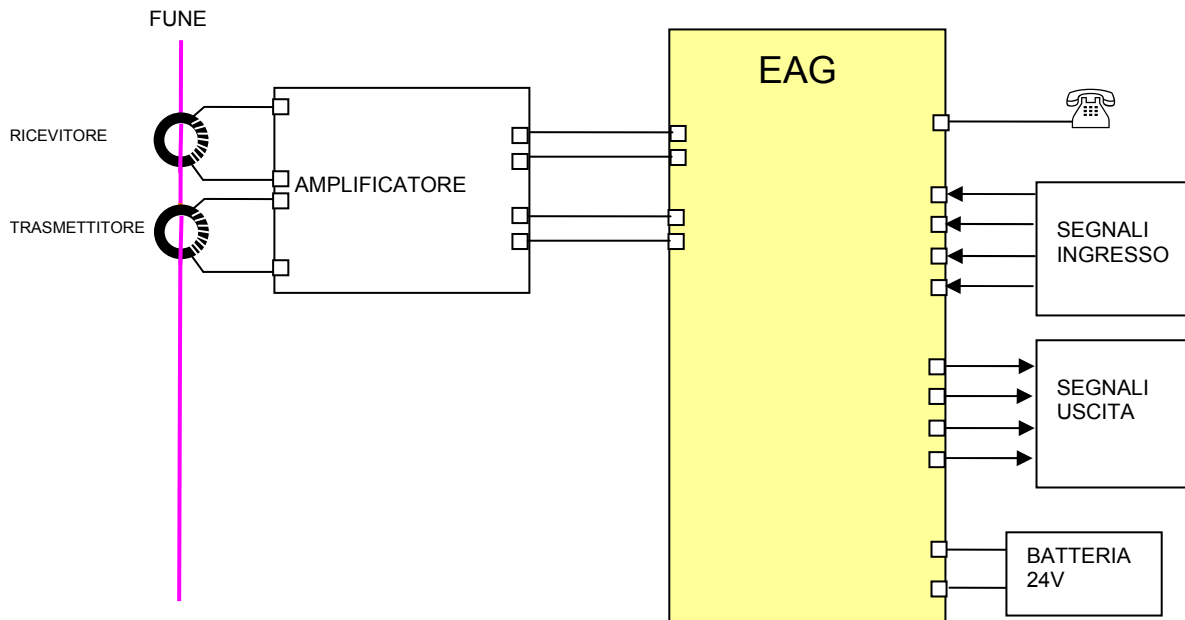 FUNE
EAG
RICEVITORE
AMPLIFICATORE
TRASMETTITORE
SEGNALI
INGRESSO
SEGNALI
USCITA
BATTERIA
24V